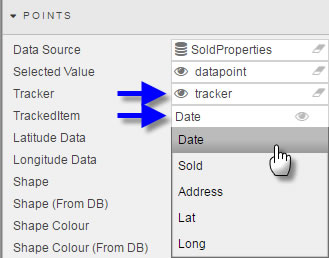 POINTS
Data Source SoldProperties
Selected Value datapoint
Tracker tracker
TrackedItem Date
Latitude Data Date
Longitude Data Sold
Shape Address
Shape (From DB) Lat
Shape Colour
Shape Colour (From DB) Long